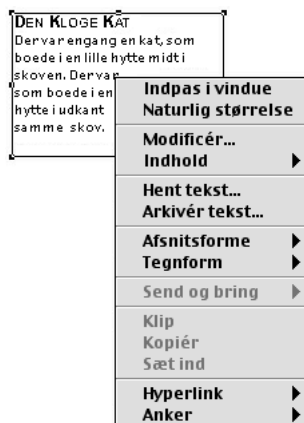 DEN KLOGE KAT
Der var engang en kat, som
boede i en lille hytte midt i
skoven. Der var
som boede i en
hytte i udkant
samme skov.
Indpas i vindue
Naturlig størrelse
Modificér...
Indhold
Hent tekst...
Arkivér tekst...
Afsnitsforme
Tegnform
Send og bring
Klip
Kopiér
Sæt ind
Hyperlink
Anker